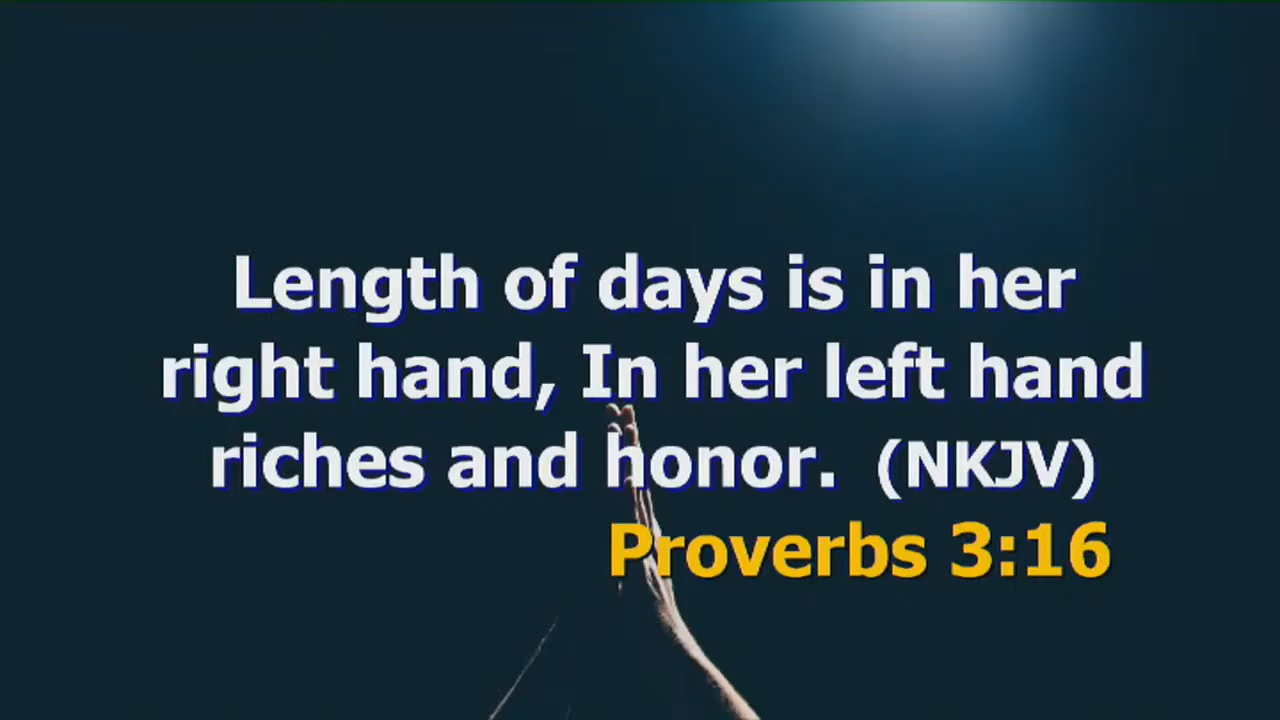 Length of days is in her
right hand, In her left hand
riches and honor. (NKJV)
Proverbs 3:16